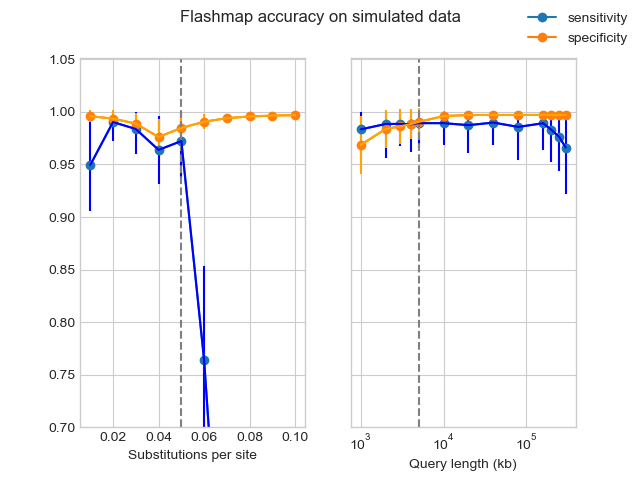 Flashmap accuracy on simulated data
sensitivity
specificity
1.05
1.00
0.95
0.90
0.85
0.80
0.75
0.70
0.02 0.04 0.06 0.08 0.10
Substitutions per site
10³ 10⁴ 10⁵
Query length (kb)